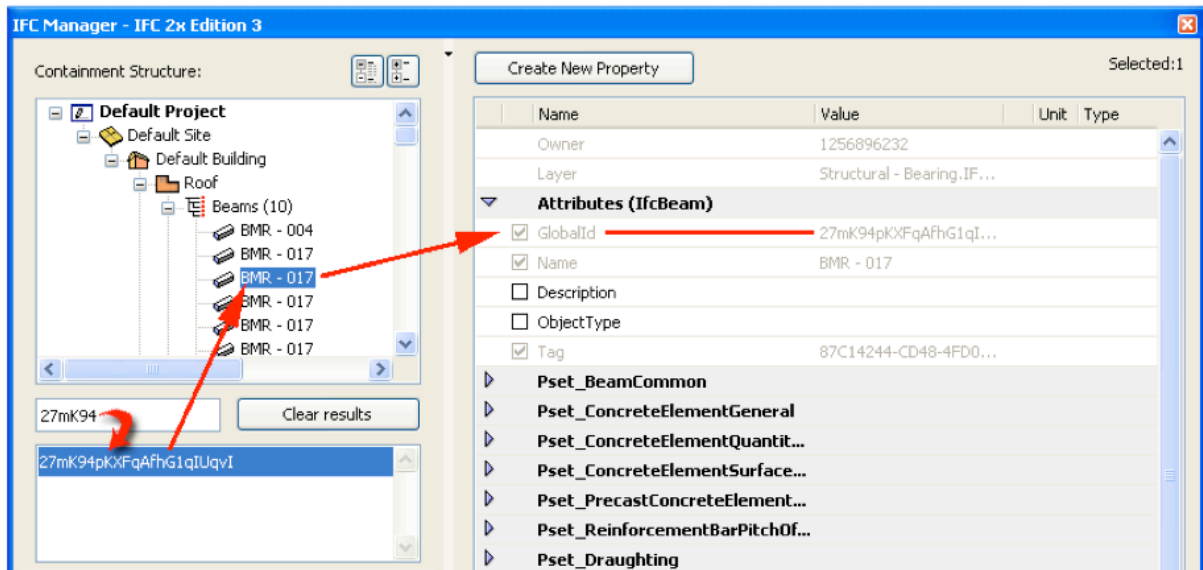 IFC Manager - IFC 2x Edition 3
Containment Structure:
Default Project
Default Site
Default Building
Roof
Beams (10)
BMR - 004
BMR - 017
BMR - 017
BMR - 017
BMR - 017
BMR - 017
27mK94
Clear results
27mK94pKXFqAfhG1qIUqvI
Create New Property
Selected:1
Name Value Unit Type
Owner 1256896232
Layer Structural - Bearing.IF...
Attributes (IfcBeam)
GlobalId 27mK94pKXFqAfhG1qI...
Name BMR - 017
Description
ObjectType
Tag 87C14244-CD48-4FD0...
Pset_BeamCommon
Pset_ConcreteElementGeneral
Pset_ConcreteElementQuantit...
Pset_ConcreteElementSurface...
Pset_PrecastConcreteElement...
Pset_ReinforcementBarPitchOf...
Pset_Draughting